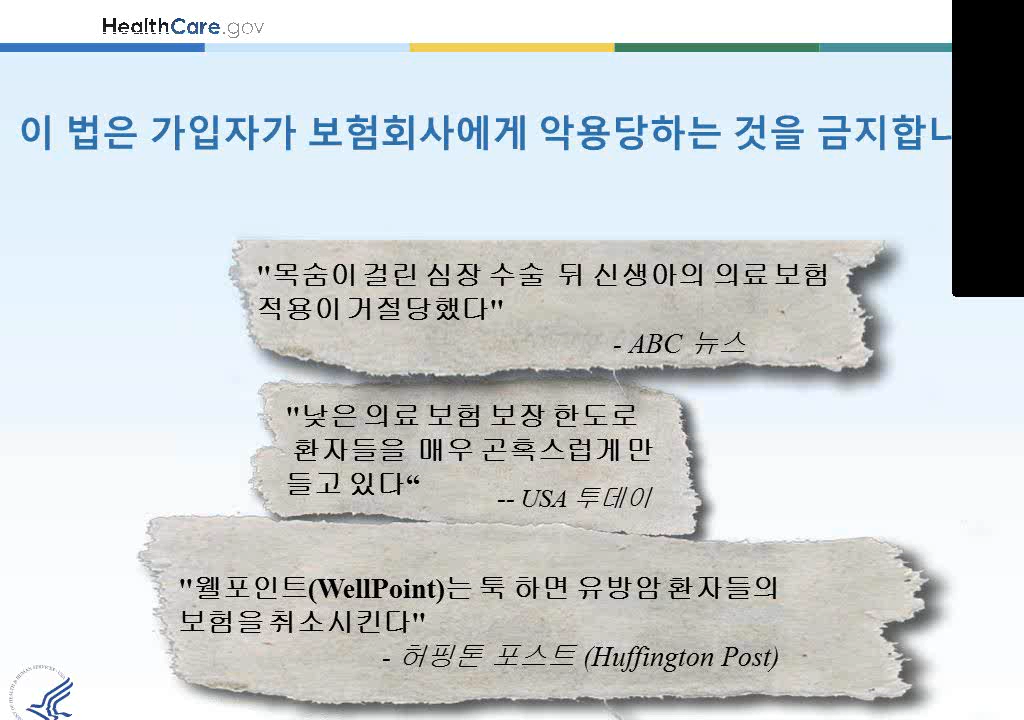 HealthCare.gov
이 법은 가입자가 보험회사에게 악용당하는 것을 금지합니
"목숨이 걸린 심장 수술 뒤 신생아의 의료 보험
적용이 거절당했다"
- ABC 뉴스
"낮은 의료 보험 보장 한도로
환자들을 매우 곤혹스럽게 만
들고 있다“
-- USA 투데이
"웰포인트(WellPoint)는 툭 하면 유방암 환자들의
보험을 취소시킨다"
- 허핑톤 포스트 (Huffington Post)